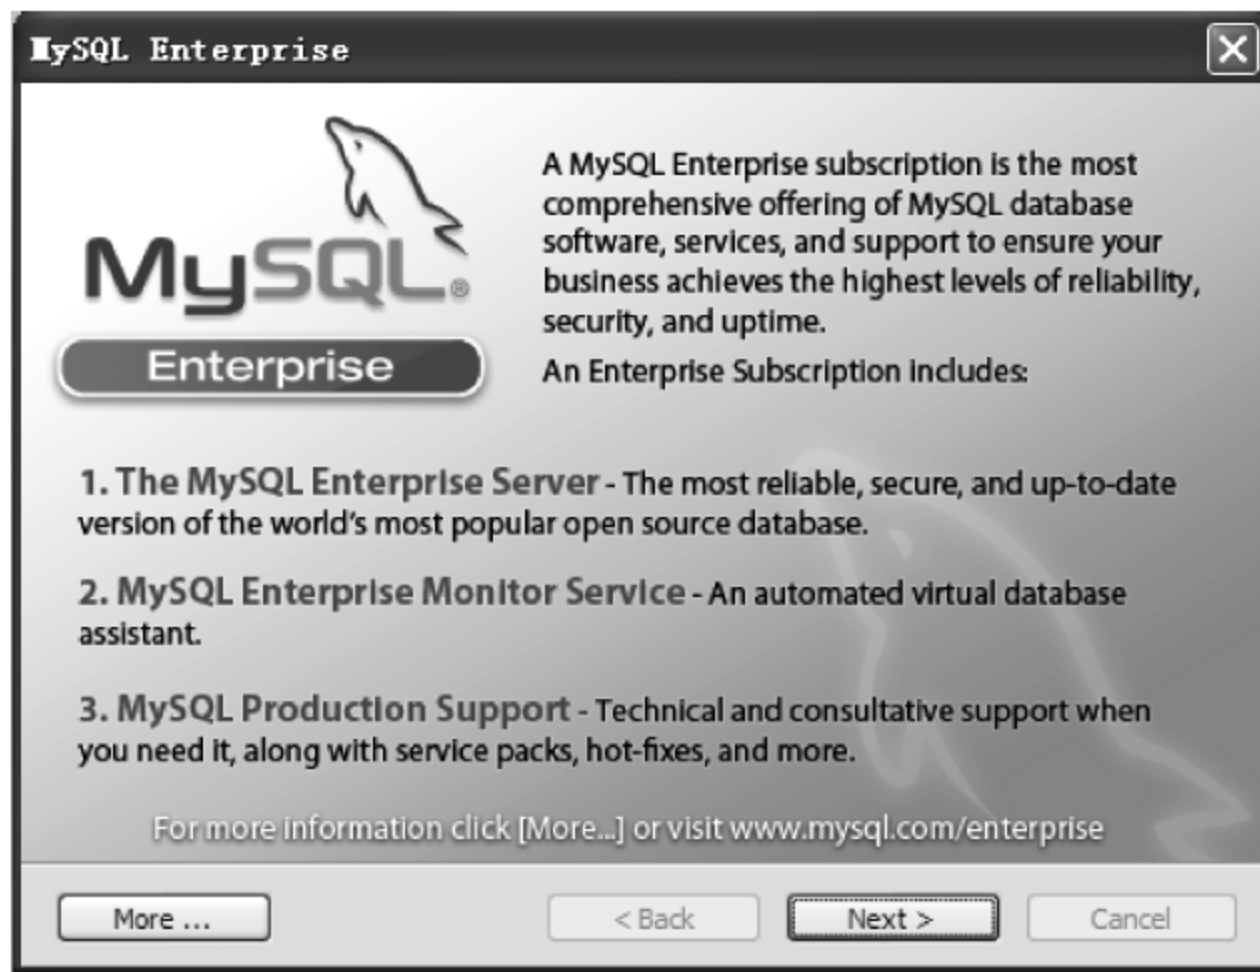 MySQL Enterprise
MySQL®
Enterprise
A MySQL Enterprise subscription is the most
comprehensive offering of MySQL database
software, services, and support to ensure your
business achieves the highest levels of reliability,
security, and uptime.
An Enterprise Subscription includes:
1. The MySQL Enterprise Server - The most reliable, secure, and up-to-date
version of the world's most popular open source database.
2. MySQL Enterprise Monitor Service - An automated virtual database
assistant.
3. MySQL Production Support - Technical and consultative support when
you need it, along with service packs, hot-fixes, and more.
For more information click [More...] or visit www.mysql.com/enterprise
More ...
< Back
Next >
Cancel